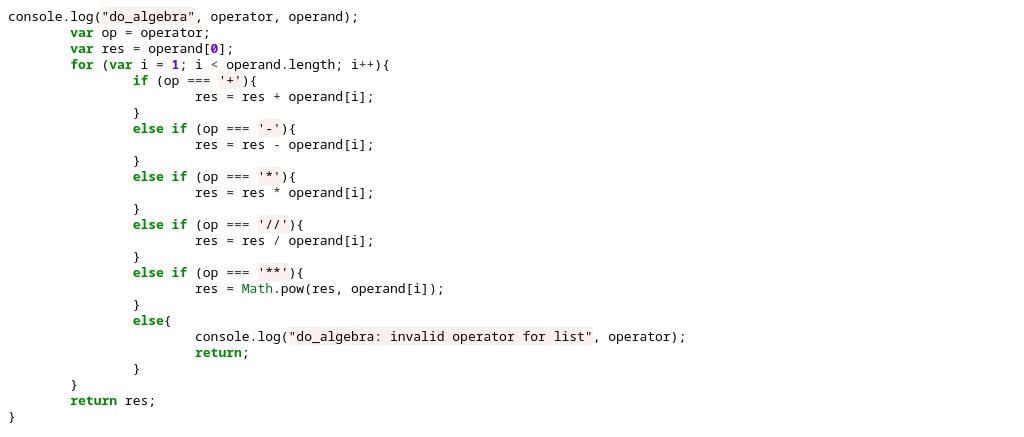 console.log("do_algebra", operator, operand);
        var op = operator;
        var res = operand[0];
        for (var i = 1; i < operand.length; i++){
                if (op === '+'){
                        res = res + operand[i];
                }
                else if (op === '-'){
                        res = res - operand[i];
                }
                else if (op === '*'){
                        res = res * operand[i];
                }
                else if (op === '//'){
                        res = res / operand[i];
                }
                else if (op === '**'){
                        res = Math.pow(res, operand[i]);
                }
                else{
                        console.log("do_algebra: invalid operator for list", operator);
                        return;
                }
        }
        return res;
}